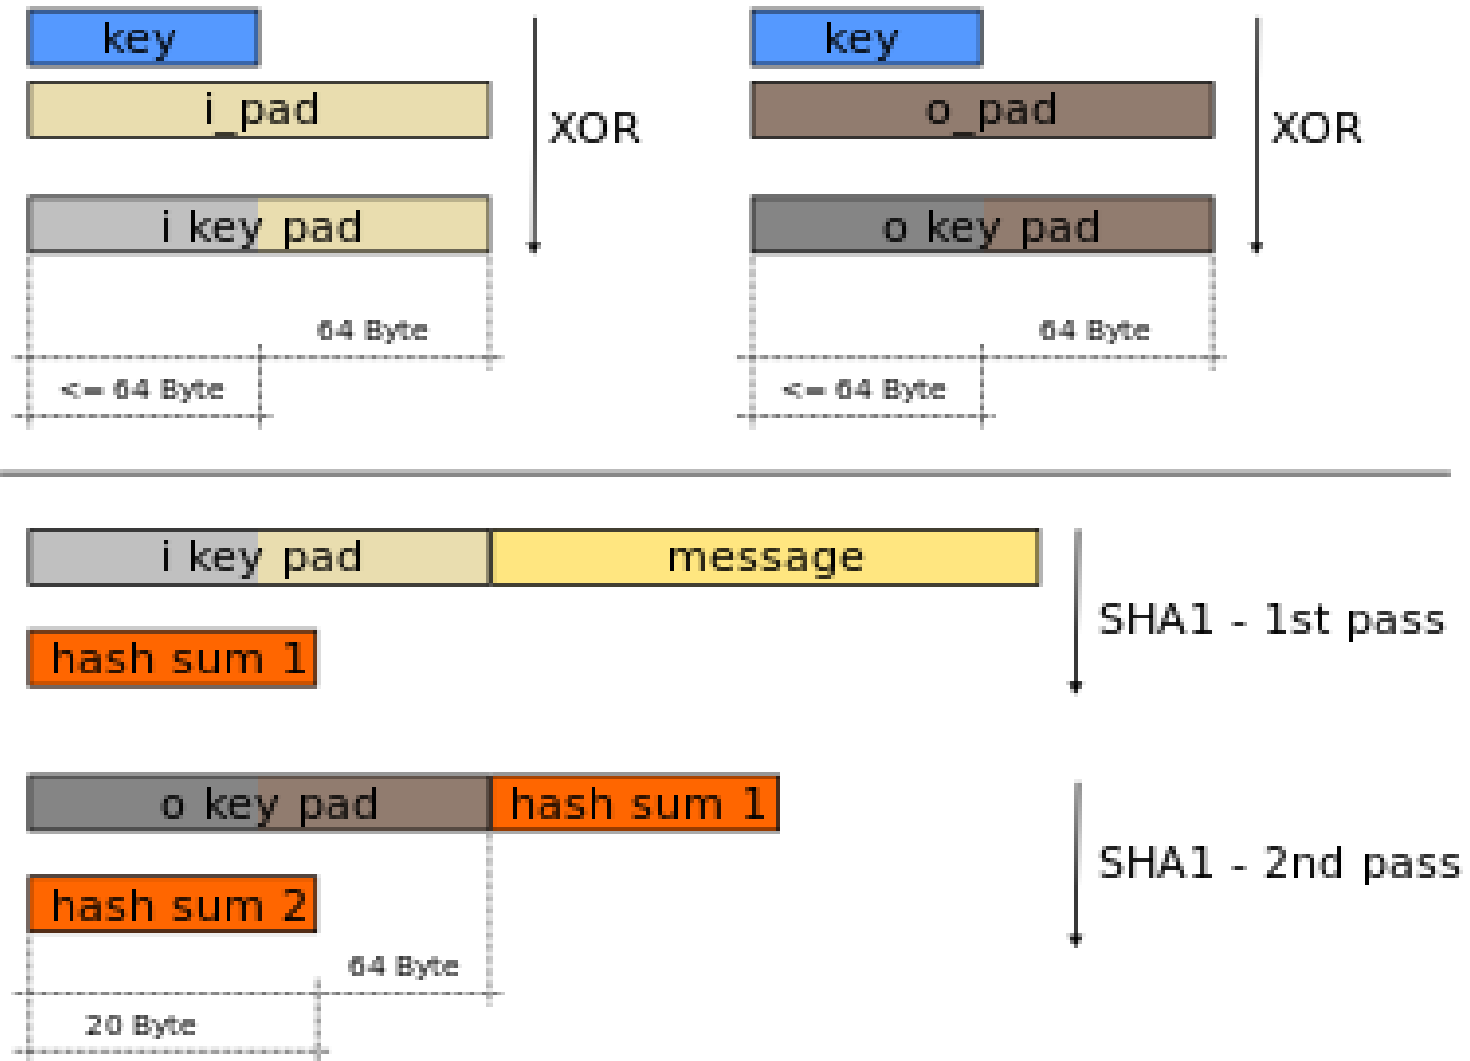 key
i_pad
XOR
i key pad
64 Byte
<= 64 Byte
key
o_pad
XOR
o key pad
64 Byte
<= 64 Byte
i key pad message
SHA1 - 1st pass
hash sum 1
o key pad hash sum 1
SHA1 - 2nd pass
hash sum 2
64 Byte
20 Byte